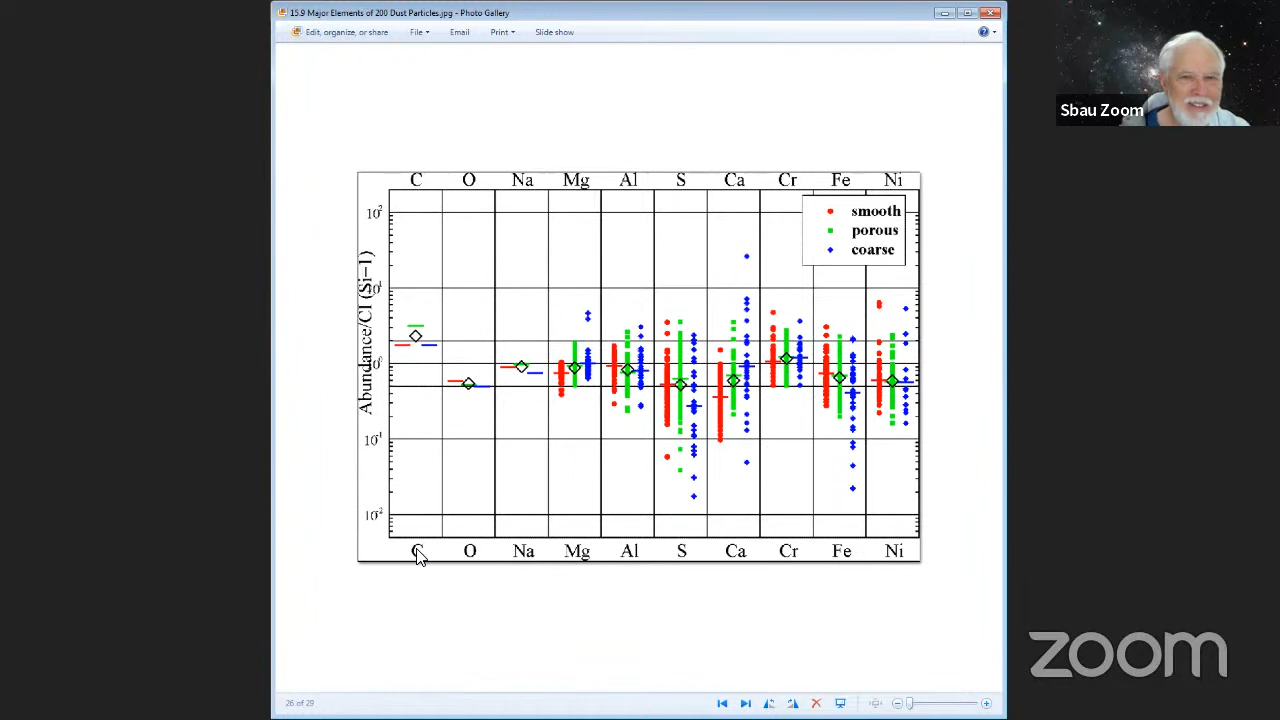 15.9 Major Elements of 200 Dust Particles.jpg - Photo Gallery
Edit, organize, or share File Email Print Slide show
Sbau Zoom
C O Na Mg Al S Ca Cr Fe Ni
smooth
porous
coarse
Abundance/CI (Si=1)
10²
10¹
10⁰
10⁻¹
10⁻²
C O Na Mg Al S Ca Cr Fe Ni
zoom
26 of 29